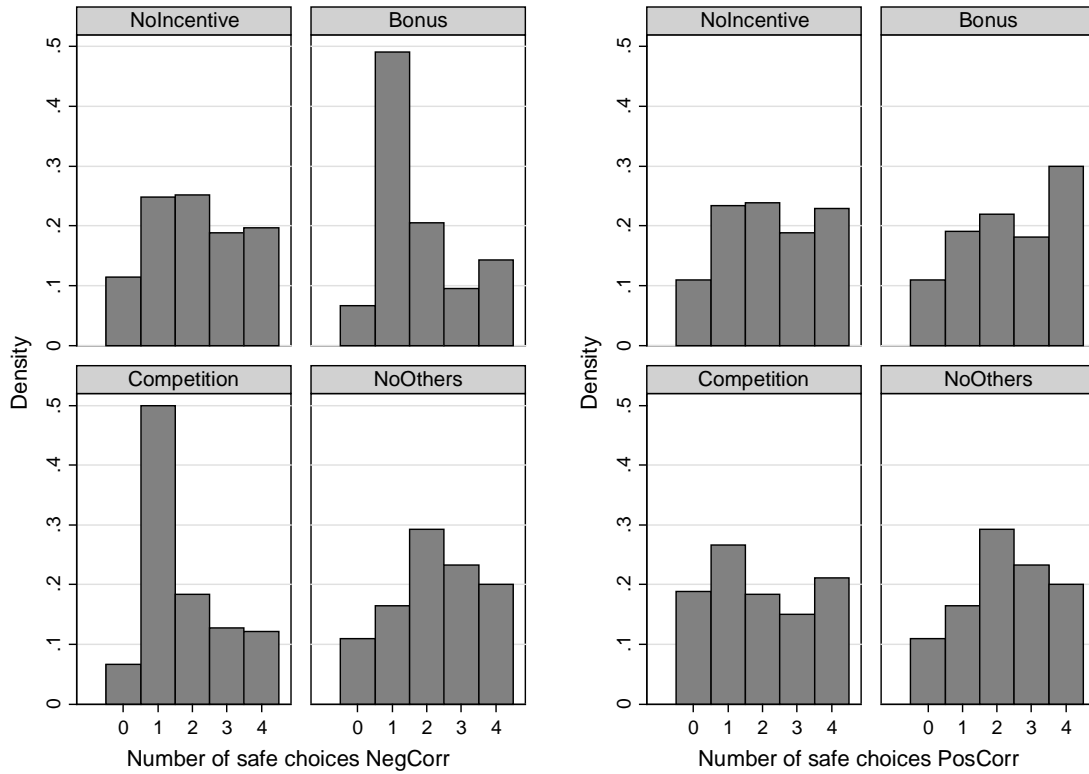 NoIncentive
Bonus
.5
.4
.3
.2
.1
0
Competition
NoOthers
.5
.4
.3
.2
.1
0
0 1 2 3 4
0 1 2 3 4
Density
Number of safe choices NegCorr
NoIncentive
Bonus
.5
.4
.3
.2
.1
0
Competition
NoOthers
.5
.4
.3
.2
.1
0
0 1 2 3 4
0 1 2 3 4
Density
Number of safe choices PosCorr